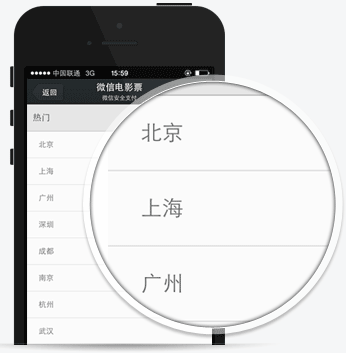 中国联通 3G 15:59
返回
微信电影票
微信安全支付
热门
北京
上海
广州
深圳
成都
南京
杭州
武汉
北京
上海
广州